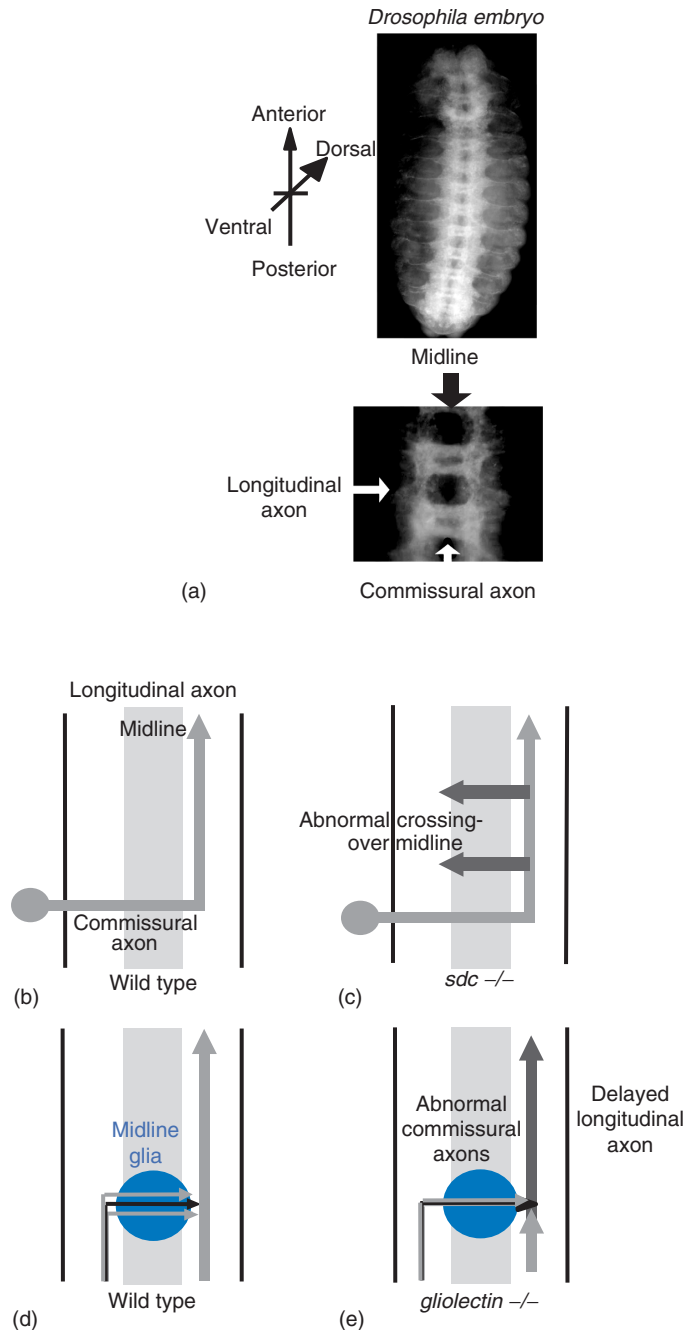 Drosophila embryo
Anterior
Dorsal
Ventral
Posterior
Midline
Longitudinal
axon
(a)
Commissural axon
Longitudinal axon
Midline
Commissural
axon
Wild type
(b)
Abnormal crossing-
over midline
sdc –/–
(c)
Midline
glia
Wild type
(d)
Abnormal
commissural
axons
Delayed
longitudinal
axon
gliolectin –/–
(e)